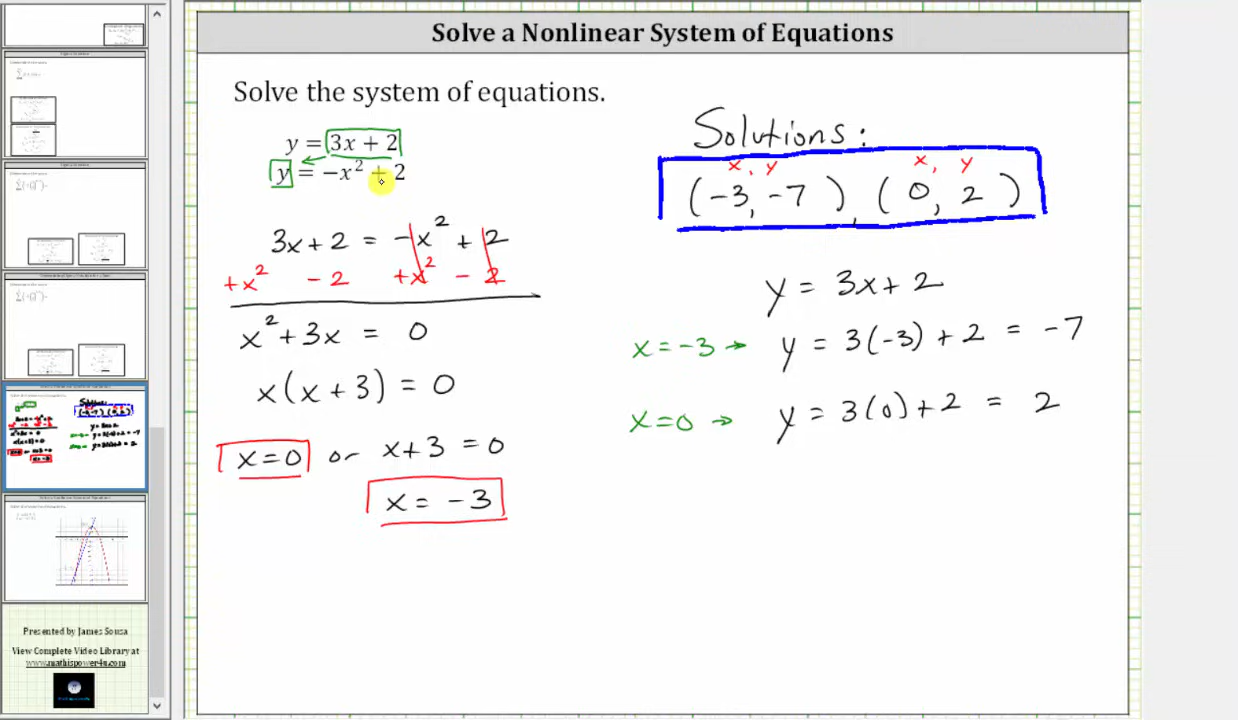 Solve a Nonlinear System of Equations
Solve the system of equations.
y = 3x + 2
y = −x² + 2
3x + 2 = −x² + 2
+x² − 2 +x² − 2
x² + 3x = 0
x(x + 3) = 0
x = 0 or x + 3 = 0
x = −3
Solutions:
x, y x, y
(−3, −7), (0, 2)
y = 3x + 2
x = −3 → y = 3(−3) + 2 = −7
x = 0 → y = 3(0) + 2 = 2
Presented by James Sousa
View Complete Video Library at
www.mathispower4u.com